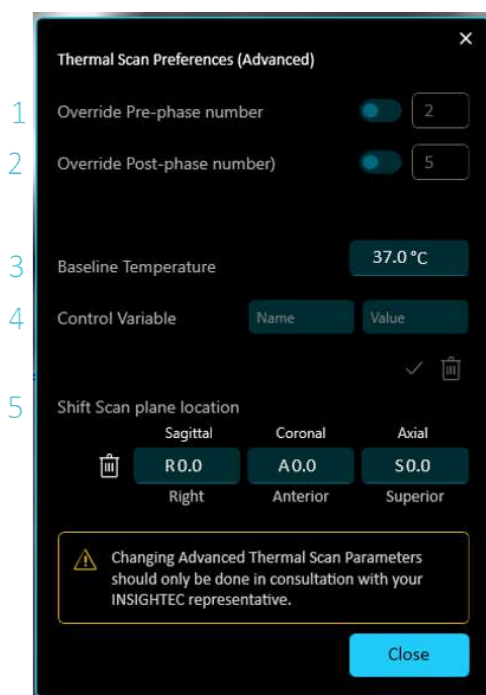 ×
Thermal Scan Preferences (Advanced)
1 Override Pre-phase number 2
2 Override Post-phase number) 5
3 Baseline Temperature 37.0 °C
4 Control Variable Name Value
5 Shift Scan plane location
Sagittal Coronal Axial
R0.0 A0.0 S0.0
Right Anterior Superior
Changing Advanced Thermal Scan Parameters
should only be done in consultation with your
INSIGHTEC representative.
Close